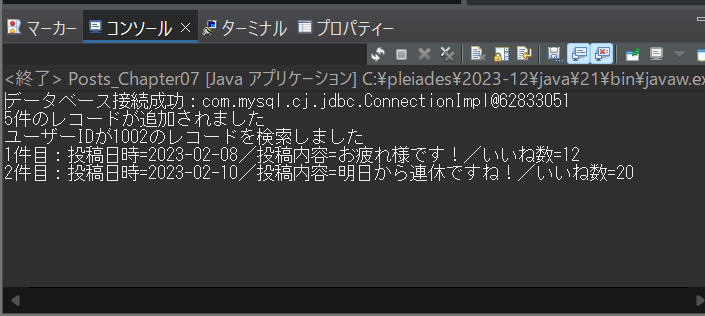 マーカー コンソール ターミナル プロパティー
<終了> Posts_Chapter07 [Java アプリケーション] C:¥pleiades¥2023-12¥java¥21¥bin¥javaw.ex
データベース接続成功：com.mysql.cj.jdbc.ConnectionImpl@62833051
5件のレコードが追加されました
ユーザーIDが1002のレコードを検索しました
1件目：投稿日時=2023-02-08／投稿内容=お疲れ様です！／いいね数=12
2件目：投稿日時=2023-02-10／投稿内容=明日から連休ですね！／いいね数=20